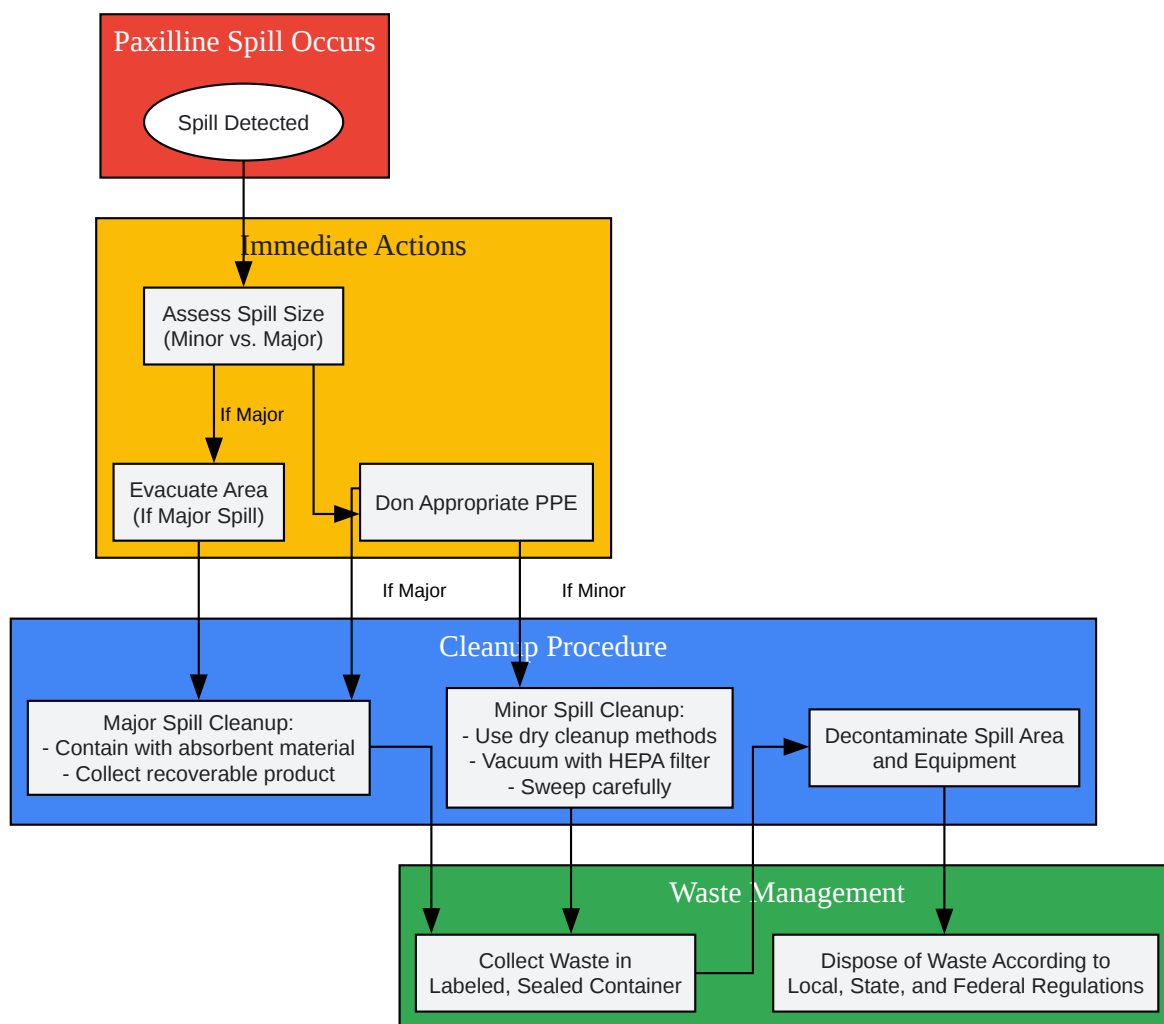 Paxilline Spill Occurs
Spill Detected
Immediate Actions
Assess Spill Size
(Minor vs. Major)
If Major
Evacuate Area
(If Major Spill)
Don Appropriate PPE
If Major
If Minor
Cleanup Procedure
Major Spill Cleanup:
- Contain with absorbent material
- Collect recoverable product
Minor Spill Cleanup:
- Use dry cleanup methods
- Vacuum with HEPA filter
- Sweep carefully
Decontaminate Spill Area
and Equipment
Waste Management
Collect Waste in
Labeled, Sealed Container
Dispose of Waste According to
Local, State, and Federal Regulations